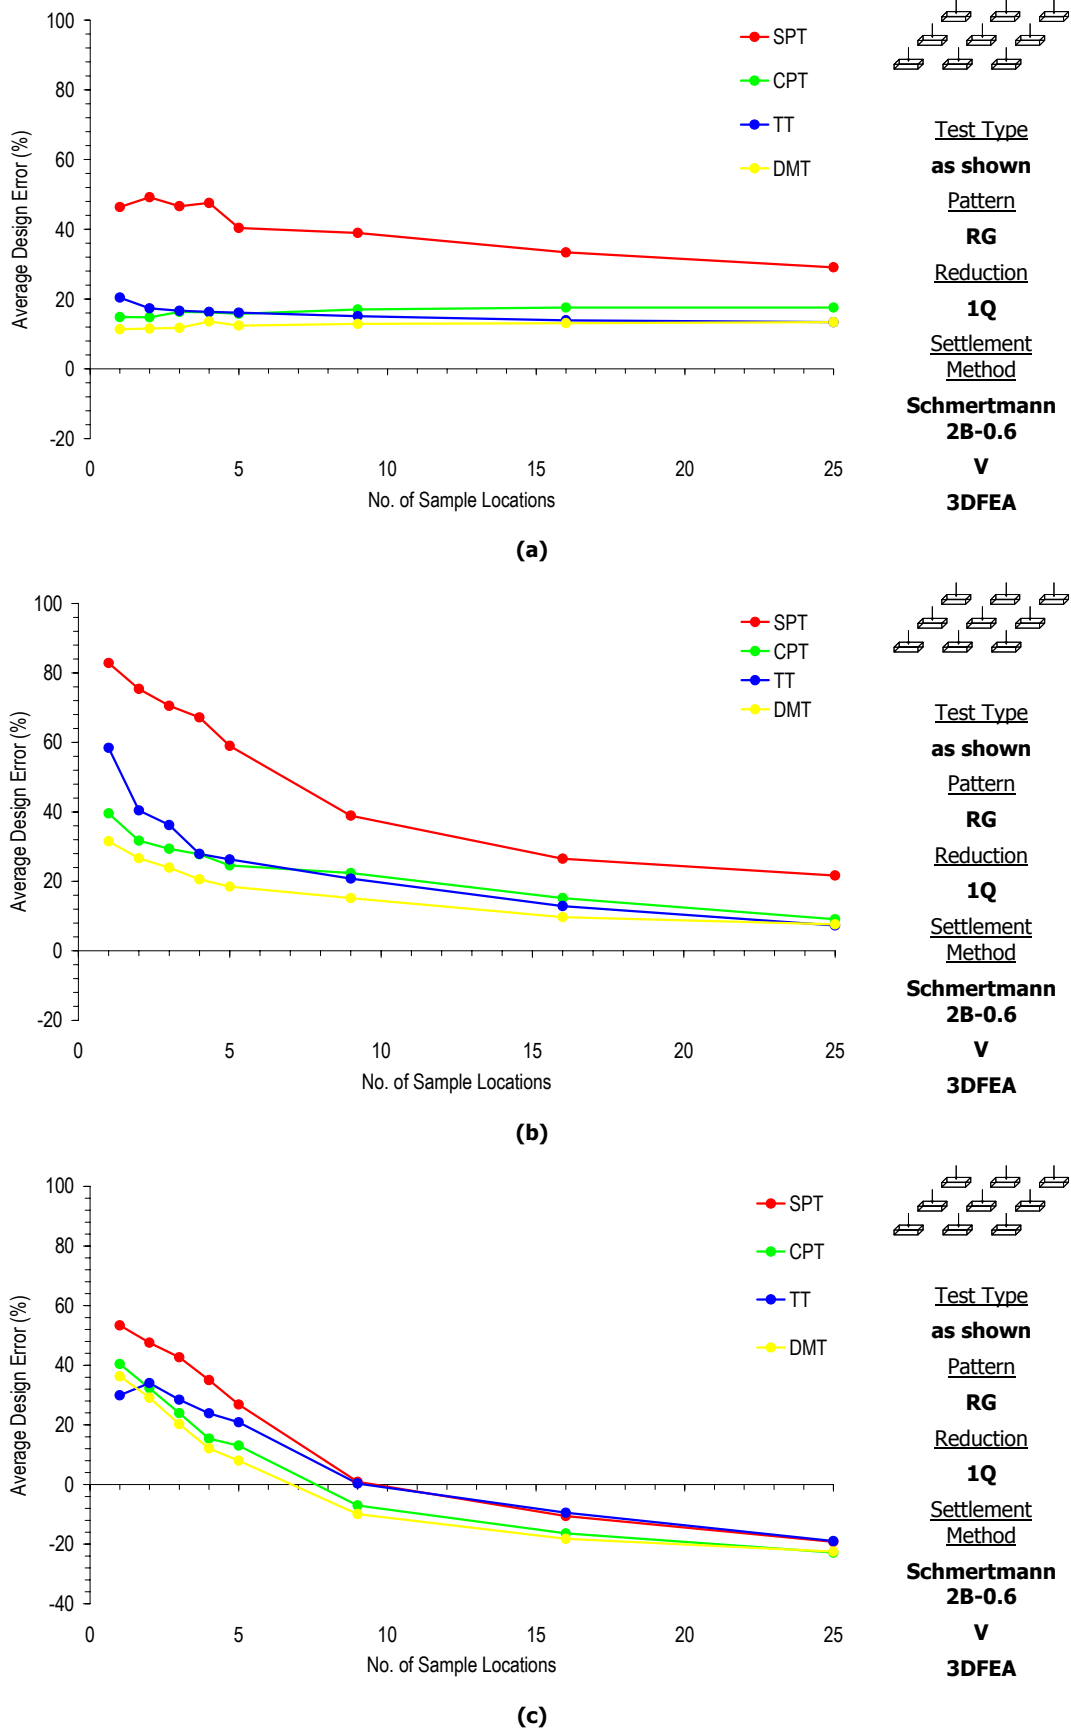 100
80
60
40
20
0
-20
Average Design Error (%)
0 5 10 15 20 25
No. of Sample Locations
SPT
CPT
TT
DMT
Test Type
as shown
Pattern
RG
Reduction
1Q
Settlement
Method
Schmertmann
2B-0.6
V
3DFEA
(a)
100
80
60
40
20
0
-20
Average Design Error (%)
0 5 10 15 20 25
No. of Sample Locations
SPT
CPT
TT
DMT
Test Type
as shown
Pattern
RG
Reduction
1Q
Settlement
Method
Schmertmann
2B-0.6
V
3DFEA
(b)
100
80
60
40
20
0
-20
-40
Average Design Error (%)
0 5 10 15 20 25
No. of Sample Locations
SPT
CPT
TT
DMT
Test Type
as shown
Pattern
RG
Reduction
1Q
Settlement
Method
Schmertmann
2B-0.6
V
3DFEA
(c)